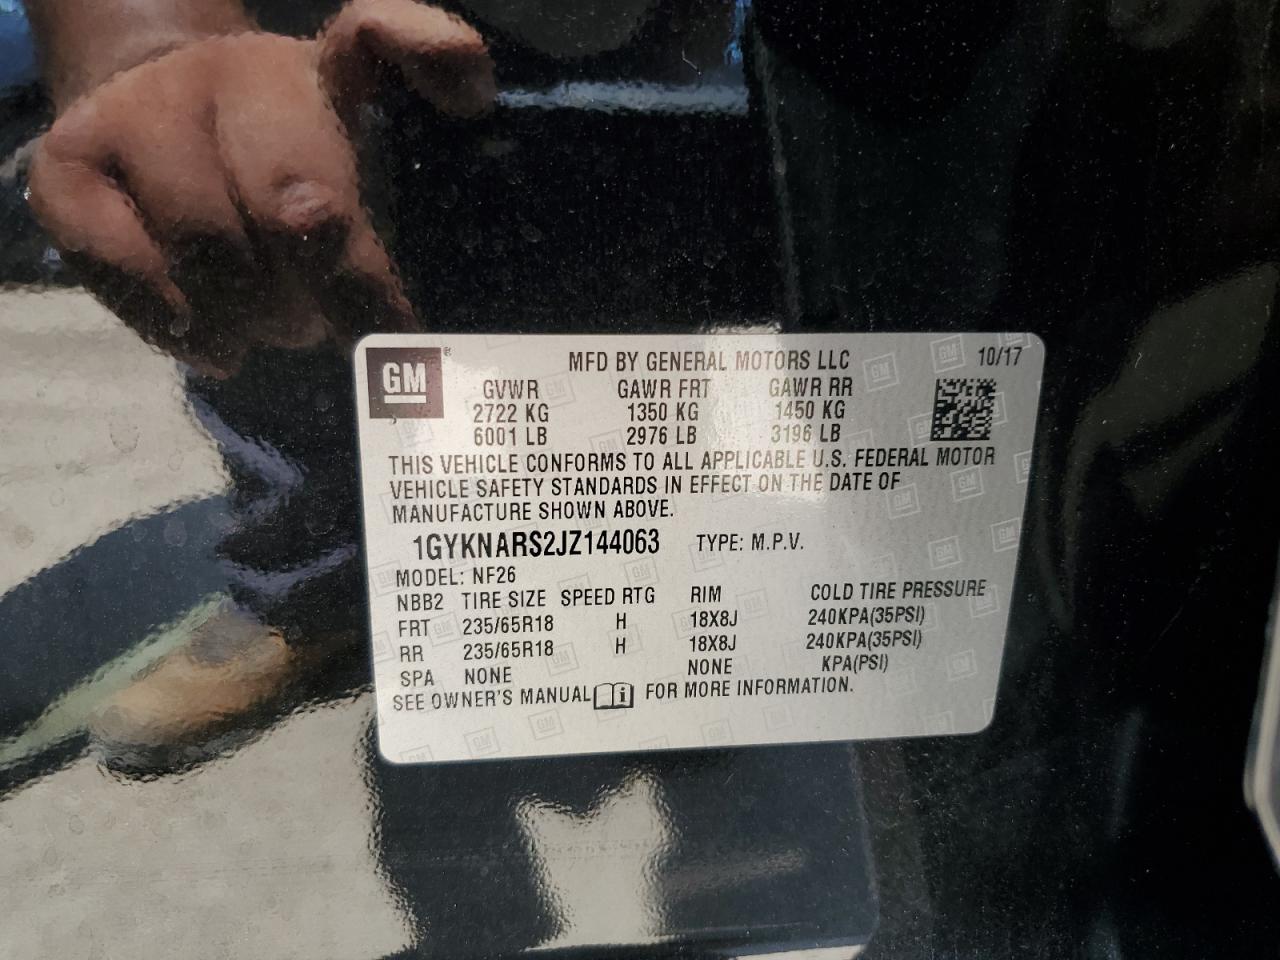 GM® MFD BY GENERAL MOTORS LLC 10/17
GVWR GAWR FRT GAWR RR
2722 KG 1350 KG 1450 KG
6001 LB 2976 LB 3196 LB
THIS VEHICLE CONFORMS TO ALL APPLICABLE U.S. FEDERAL MOTOR
VEHICLE SAFETY STANDARDS IN EFFECT ON THE DATE OF
MANUFACTURE SHOWN ABOVE.
1GYKNARS2JZ144063 TYPE: M.P.V.
MODEL: NF26
NBB2 TIRE SIZE SPEED RTG RIM COLD TIRE PRESSURE
FRT 235/65R18 H 18X8J 240KPA(35PSI)
RR 235/65R18 H 18X8J 240KPA(35PSI)
SPA NONE NONE KPA(PSI)
SEE OWNER'S MANUAL FOR MORE INFORMATION.